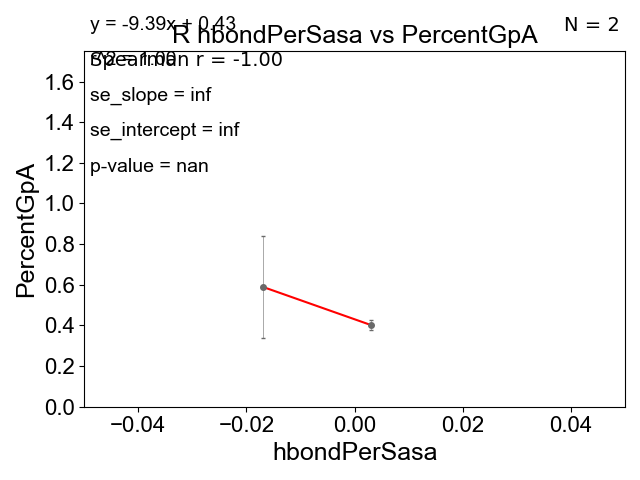 y = -9.39x + 0.43
N = 2
R hbondPerSasa vs PercentGpA
Spearman r = -1.00
se_slope = inf
se_intercept = inf
p-value = nan
PercentGpA
1.6
1.4
1.2
1.0
0.8
0.6
0.4
0.2
0.0
−0.04 −0.02 0.00 0.02 0.04
hbondPerSasa